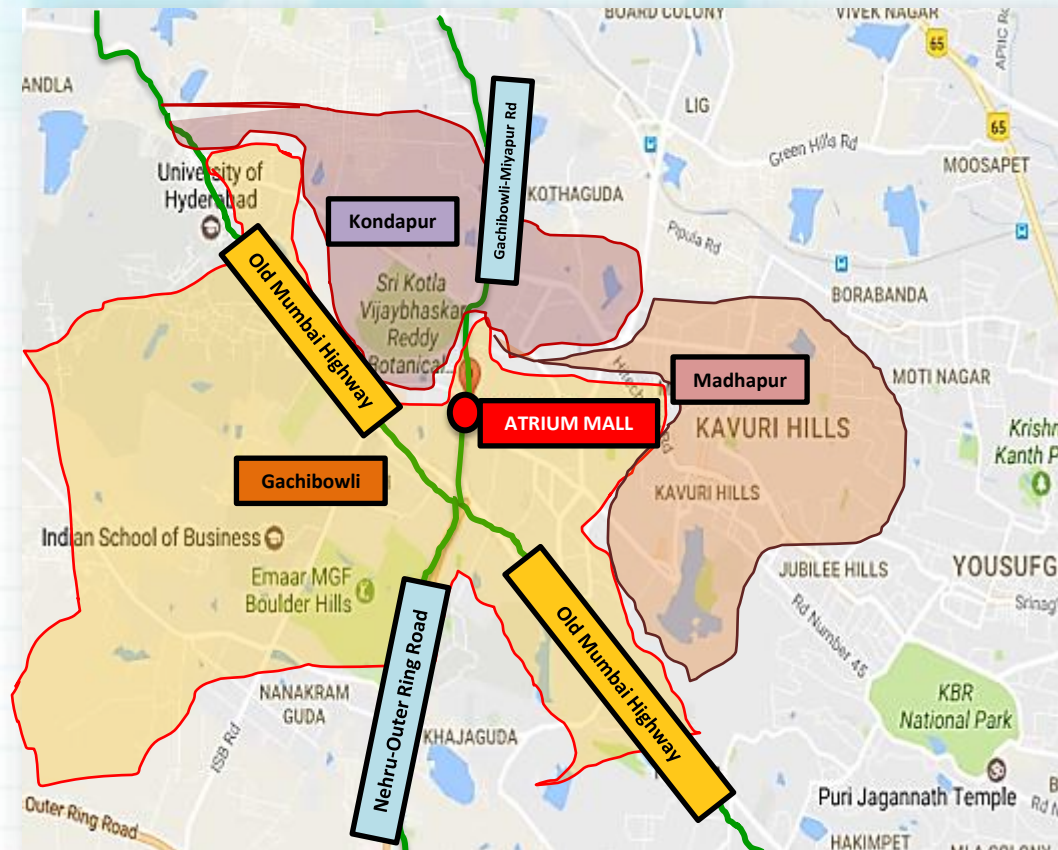 BOARD COLONY
VIVEK NAGAR
65
APIIC
ANDLA
Gachibowli-Miyapur Rd
LIG
65
Green Hills Rd
MOOSAPET
University of
Hyderabad
KOTHAGUDA
Kondapur
Pipula Rd
Old Mumbai Highway
Sri Kotla
Vijaybhaskar
Reddy
Botanical...
BORABANDA
Madhapur
MOTI NAGAR
ATRIUM MALL
KAVURI HILLS
Krishn
Kanth P
Gachibowli
KAVURI HILLS
Indian School of Business
Emaar MGF
Boulder Hills
JUBILEE HILLS
YOUSUFG
Srinag
Rd Number 45
Old Mumbai Highway
Nehru-Outer Ring Road
NANAKRAM
GUDA
ISB Rd
KHAJAGUDA
KBR
National Park
Puri Jagannath Temple
Outer Ring Road
HAKIMPET